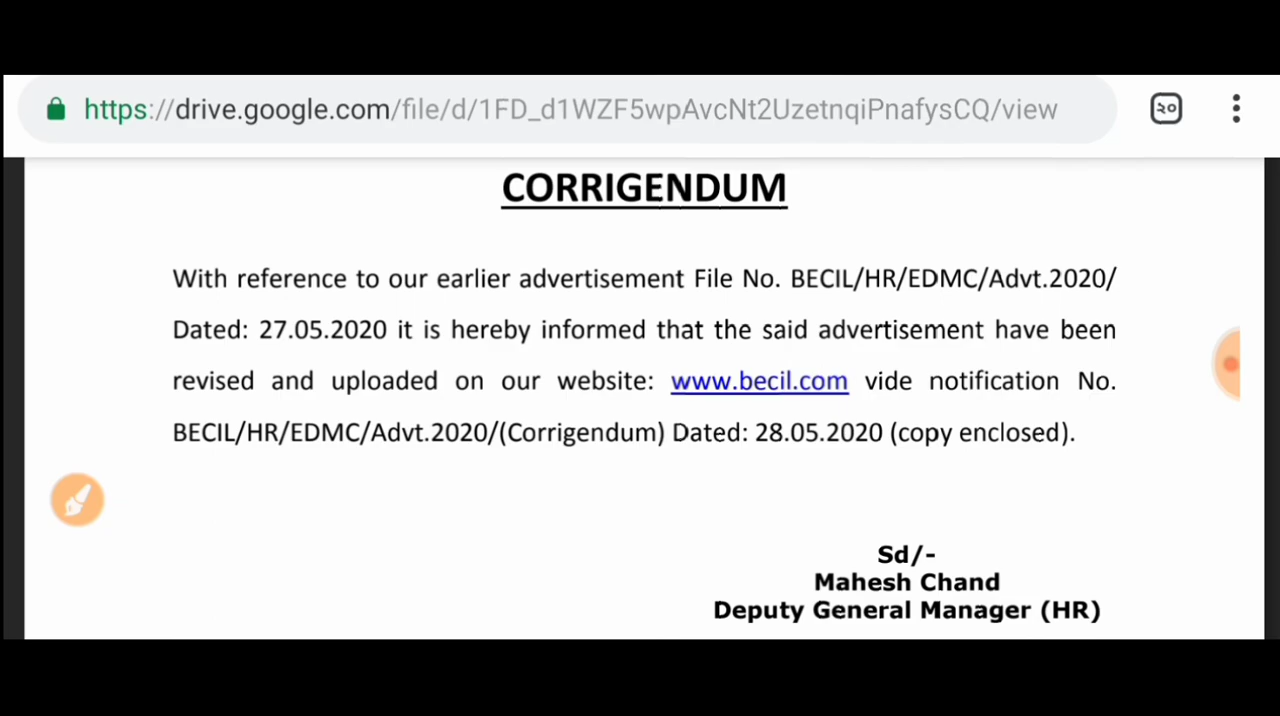 https://drive.google.com/file/d/1FD_d1WZF5wpAvcNt2UzetnqiPnafysCQ/view
२०
CORRIGENDUM
With reference to our earlier advertisement File No. BECIL/HR/EDMC/Advt.2020/
Dated: 27.05.2020 it is hereby informed that the said advertisement have been
revised and uploaded on our website: www.becil.com vide notification No.
BECIL/HR/EDMC/Advt.2020/(Corrigendum) Dated: 28.05.2020 (copy enclosed).
Sd/-
Mahesh Chand
Deputy General Manager (HR)